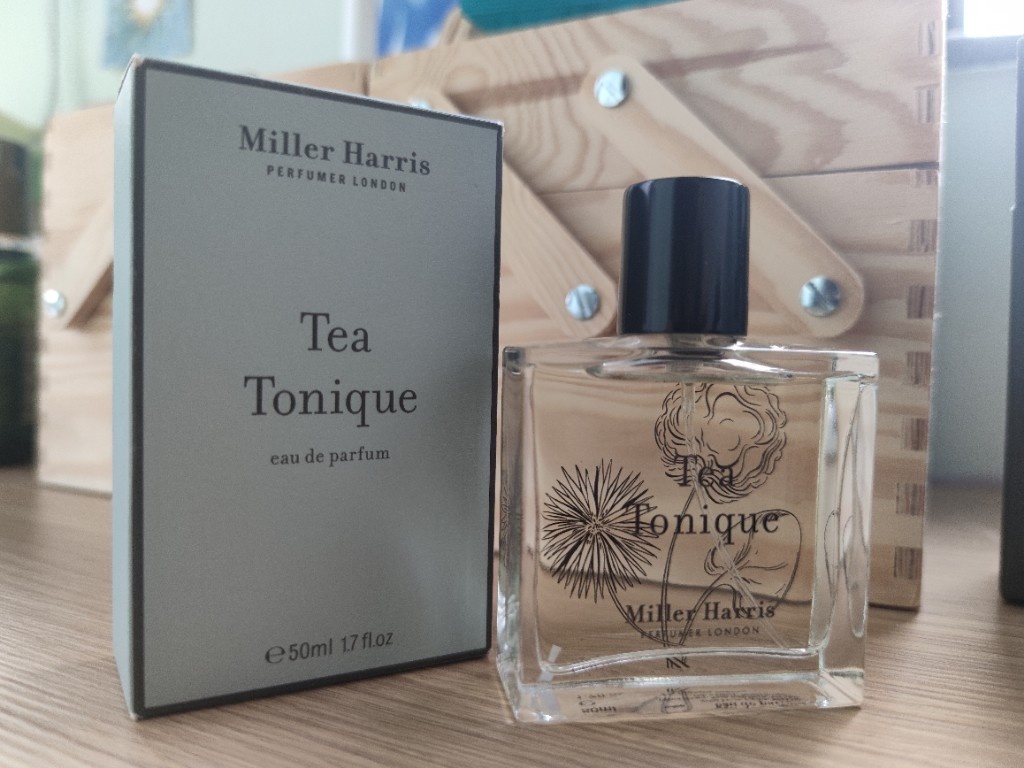 Miller Harris
PERFUMER LONDON
Tea
Tonique
eau de parfum
℮50ml 1.7 fl.oz
Tea
Tonique
Miller Harris
PERFUMER LONDON